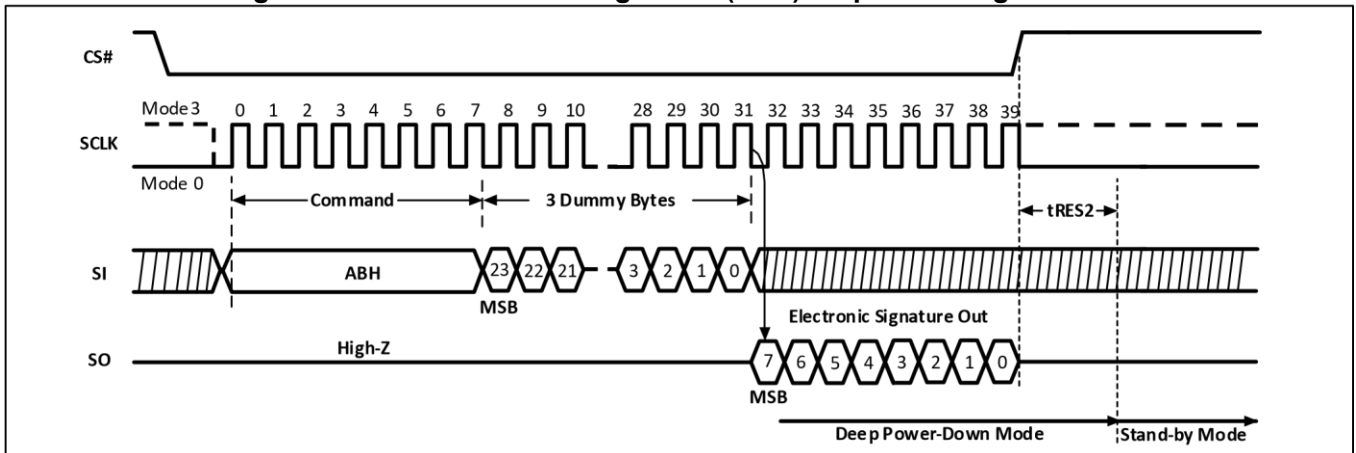 CS#
Mode 3
0 1 2 3 4 5 6 7 8 9 10 28 29 30 31 32 33 34 35 36 37 38 39
SCLK
Mode 0
Command 3 Dummy Bytes
tRES2
SI ABH 23 22 21 3 2 1 0
MSB
Electronic Signature Out
High-Z
SO 7 6 5 4 3 2 1 0
MSB
Deep Power-Down Mode Stand-by Mode